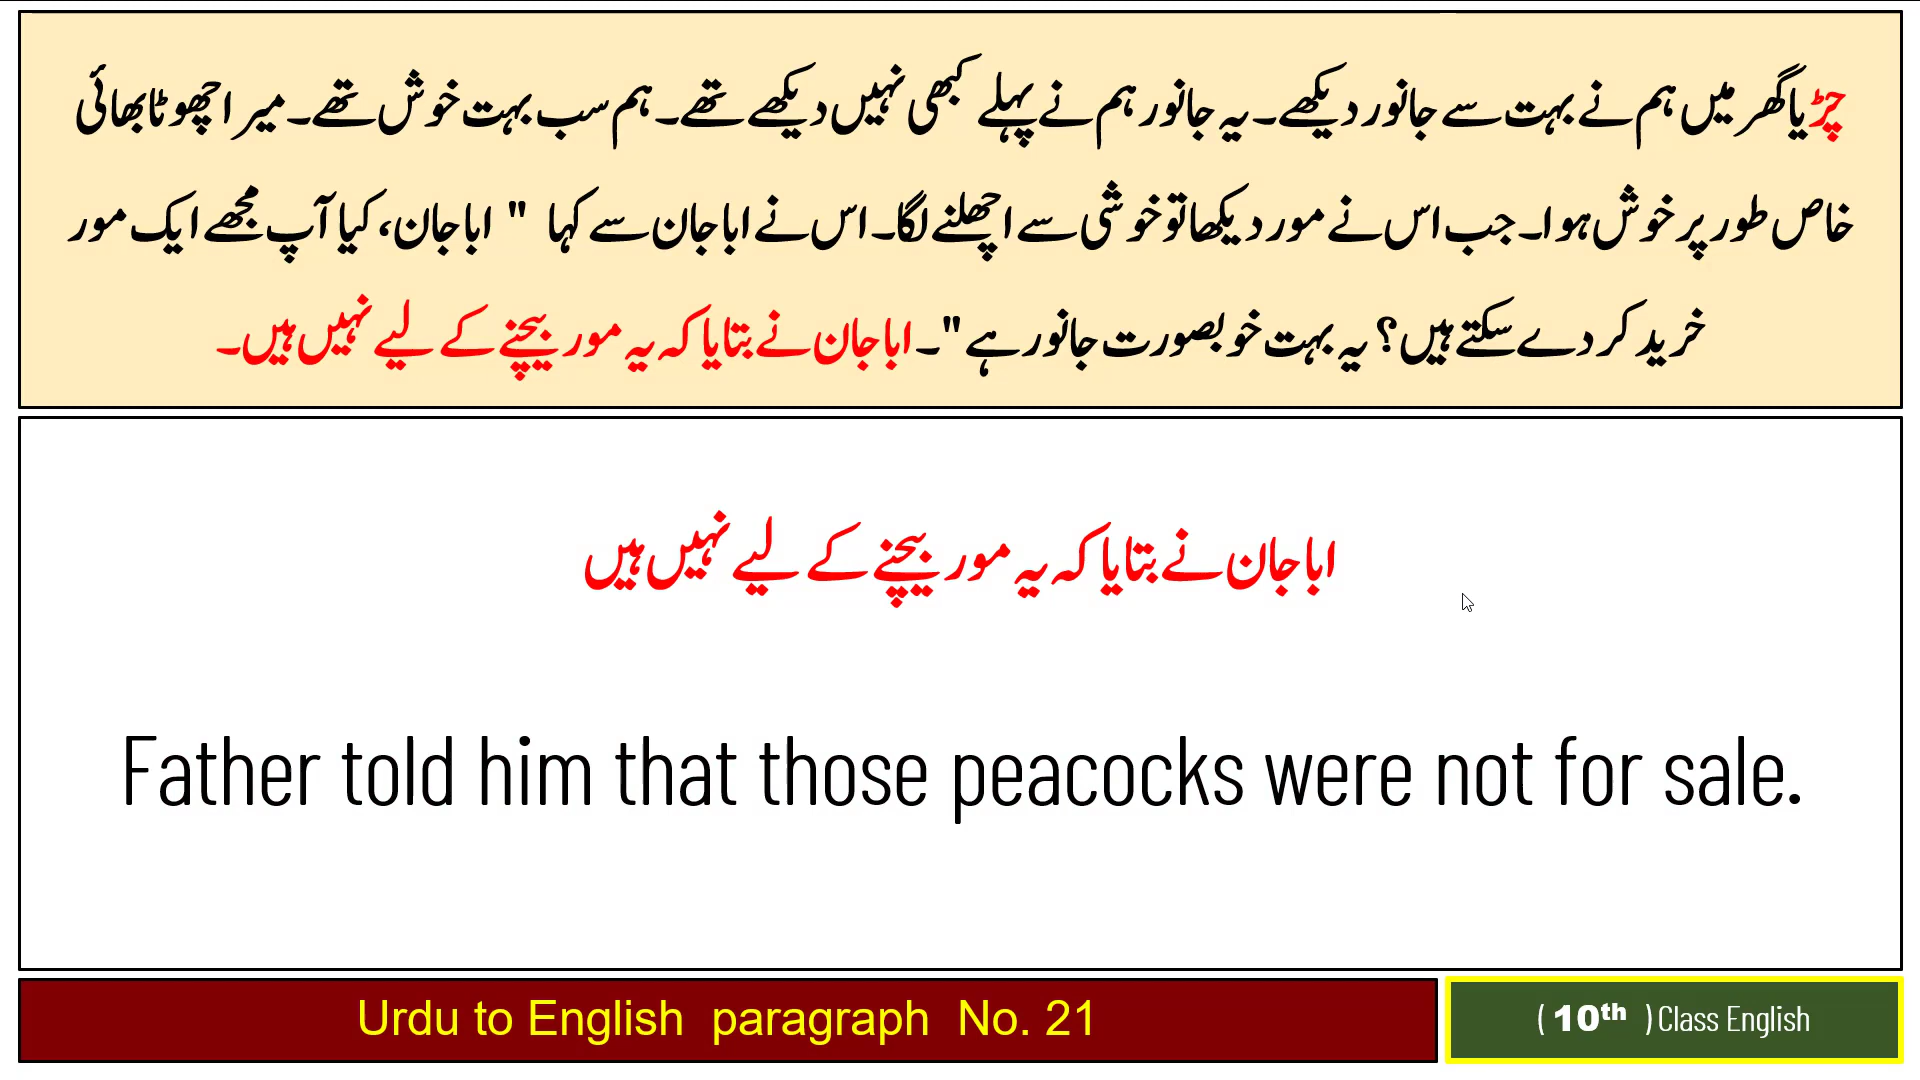 چڑیا گھر میں ہم نے بہت سے جانور دیکھے۔ یہ جانور ہم نے پہلے کبھی نہیں دیکھے تھے۔ ہم سب بہت خوش تھے۔ میرا چھوٹا بھائی
خاص طور پر خوش ہوا۔ جب اس نے مور دیکھا تو خوشی سے اچھلنے لگا۔ اس نے ابا جان سے کہا " ابا جان، کیا آپ مجھے ایک مور
خرید کر دے سکتے ہیں؟ یہ بہت خوبصورت جانور ہے"۔ ابا جان نے بتایا کہ یہ مور بیچنے کے لیے نہیں ہیں۔
ابا جان نے بتایا کہ یہ مور بیچنے کے لیے نہیں ہیں
Father told him that those peacocks were not for sale.
Urdu to English paragraph No. 21
( 10th ) Class English